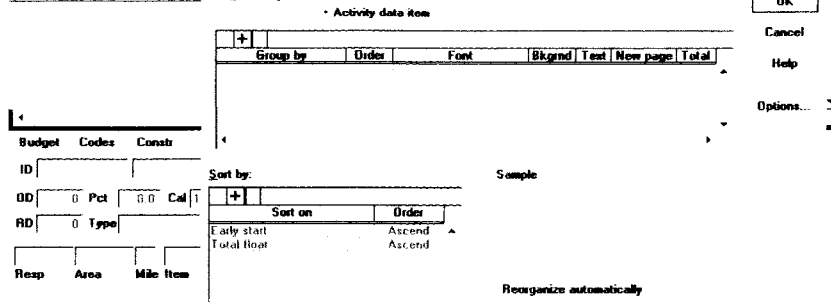 OK
Activity data item
Cancel
+
Group by Order Font Bkgrnd Text New page Total
Help
Options...
Budget Codes Constr
ID
Sort by:
Sample
OD 0 Pct 0.0 Cal 1
+
RD 0 Type
Sort on Order
Early start Ascend
Total float Ascend
Resp Area Mile Item
Reorganize automatically